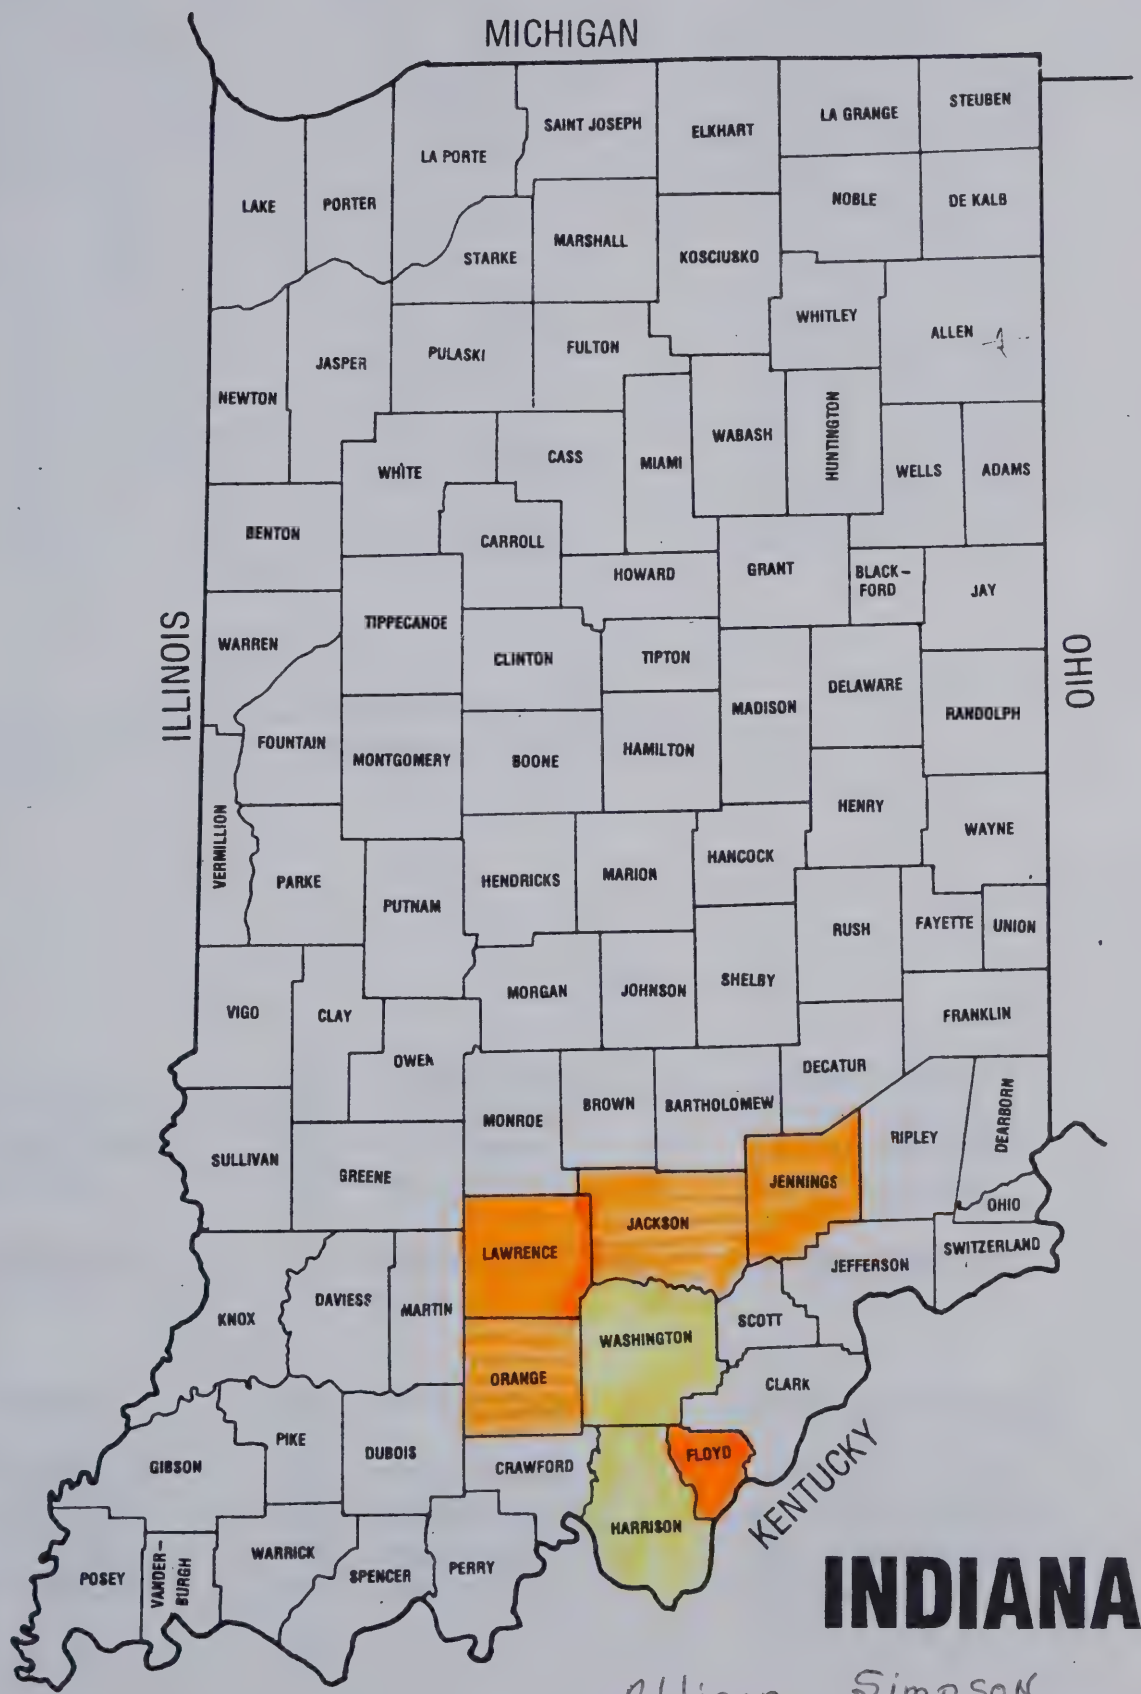 MICHIGAN
SAINT JOSEPH
ELKHART
LA GRANGE
STEUBEN
LA PORTE
LAKE
PORTER
NOBLE
DE KALB
STARKE
MARSHALL
KOSCIUSKO
WHITLEY
ALLEN
NEWTON
JASPER
PULASKI
FULTON
WHITE
CASS
MIAMI
WABASH
HUNTINGTON
WELLS
ADAMS
BENTON
CARROLL
HOWARD
GRANT
BLACK-
FORD
JAY
ILLINOIS
OHIO
WARREN
TIPPECANOE
CLINTON
TIPTON
MADISON
DELAWARE
RANDOLPH
FOUNTAIN
MONTGOMERY
BOONE
HAMILTON
HENRY
WAYNE
VERMILLION
PARKE
PUTNAM
HENDRICKS
MARION
HANCOCK
RUSH
FAYETTE
UNION
VIGO
CLAY
MORGAN
JOHNSON
SHELBY
FRANKLIN
OWEN
DECATUR
MONROE
BROWN
BARTHOLOMEW
RIPLEY
DEARBORN
SULLIVAN
GREENE
JENNINGS
OHIO
LAWRENCE
JACKSON
JEFFERSON
SWITZERLAND
KNOX
DAVIESS
MARTIN
WASHINGTON
SCOTT
ORANGE
CLARK
PIKE
DUBOIS
GIBSON
CRAWFORD
FLOYD
KENTUCKY
HARRISON
POSEY
VANDER-
BURGH
WARRICK
SPENCER
PERRY
INDIANA
Simpson